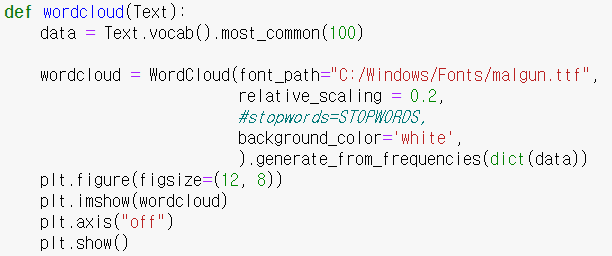 def wordcloud(Text):
    data = Text.vocab().most_common(100)

    wordcloud = WordCloud(font_path="C:/Windows/Fonts/malgun.ttf",
                          relative_scaling = 0.2,
                          #stopwords=STOPWORDS,
                          background_color='white',
                          ).generate_from_frequencies(dict(data))
    plt.figure(figsize=(12, 8))
    plt.imshow(wordcloud)
    plt.axis("off")
    plt.show()